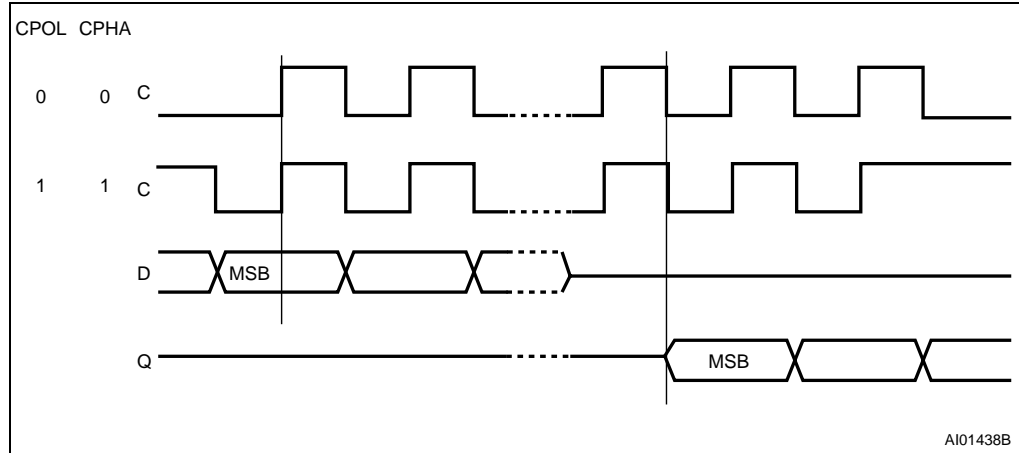 CPOL CPHA
0 0 C
1 1 C
D MSB
Q MSB
AI01438B